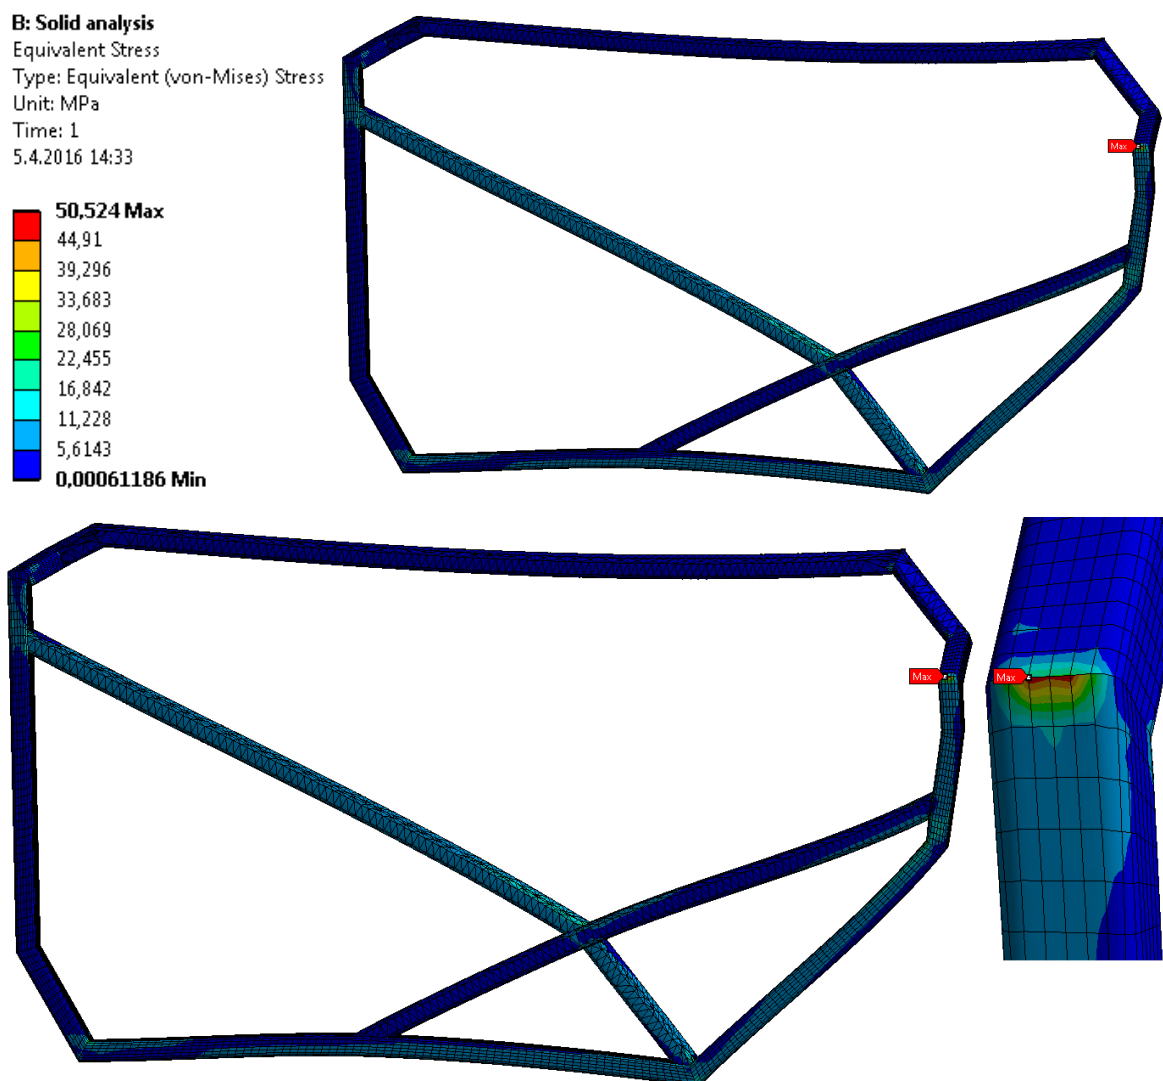 B: Solid analysis
Equivalent Stress
Type: Equivalent (von-Mises) Stress
Unit: MPa
Time: 1
5.4.2016 14:33
50,524 Max
44,91
39,296
33,683
28,069
22,455
16,842
11,228
5,6143
0,00061186 Min
Max
Max
Max